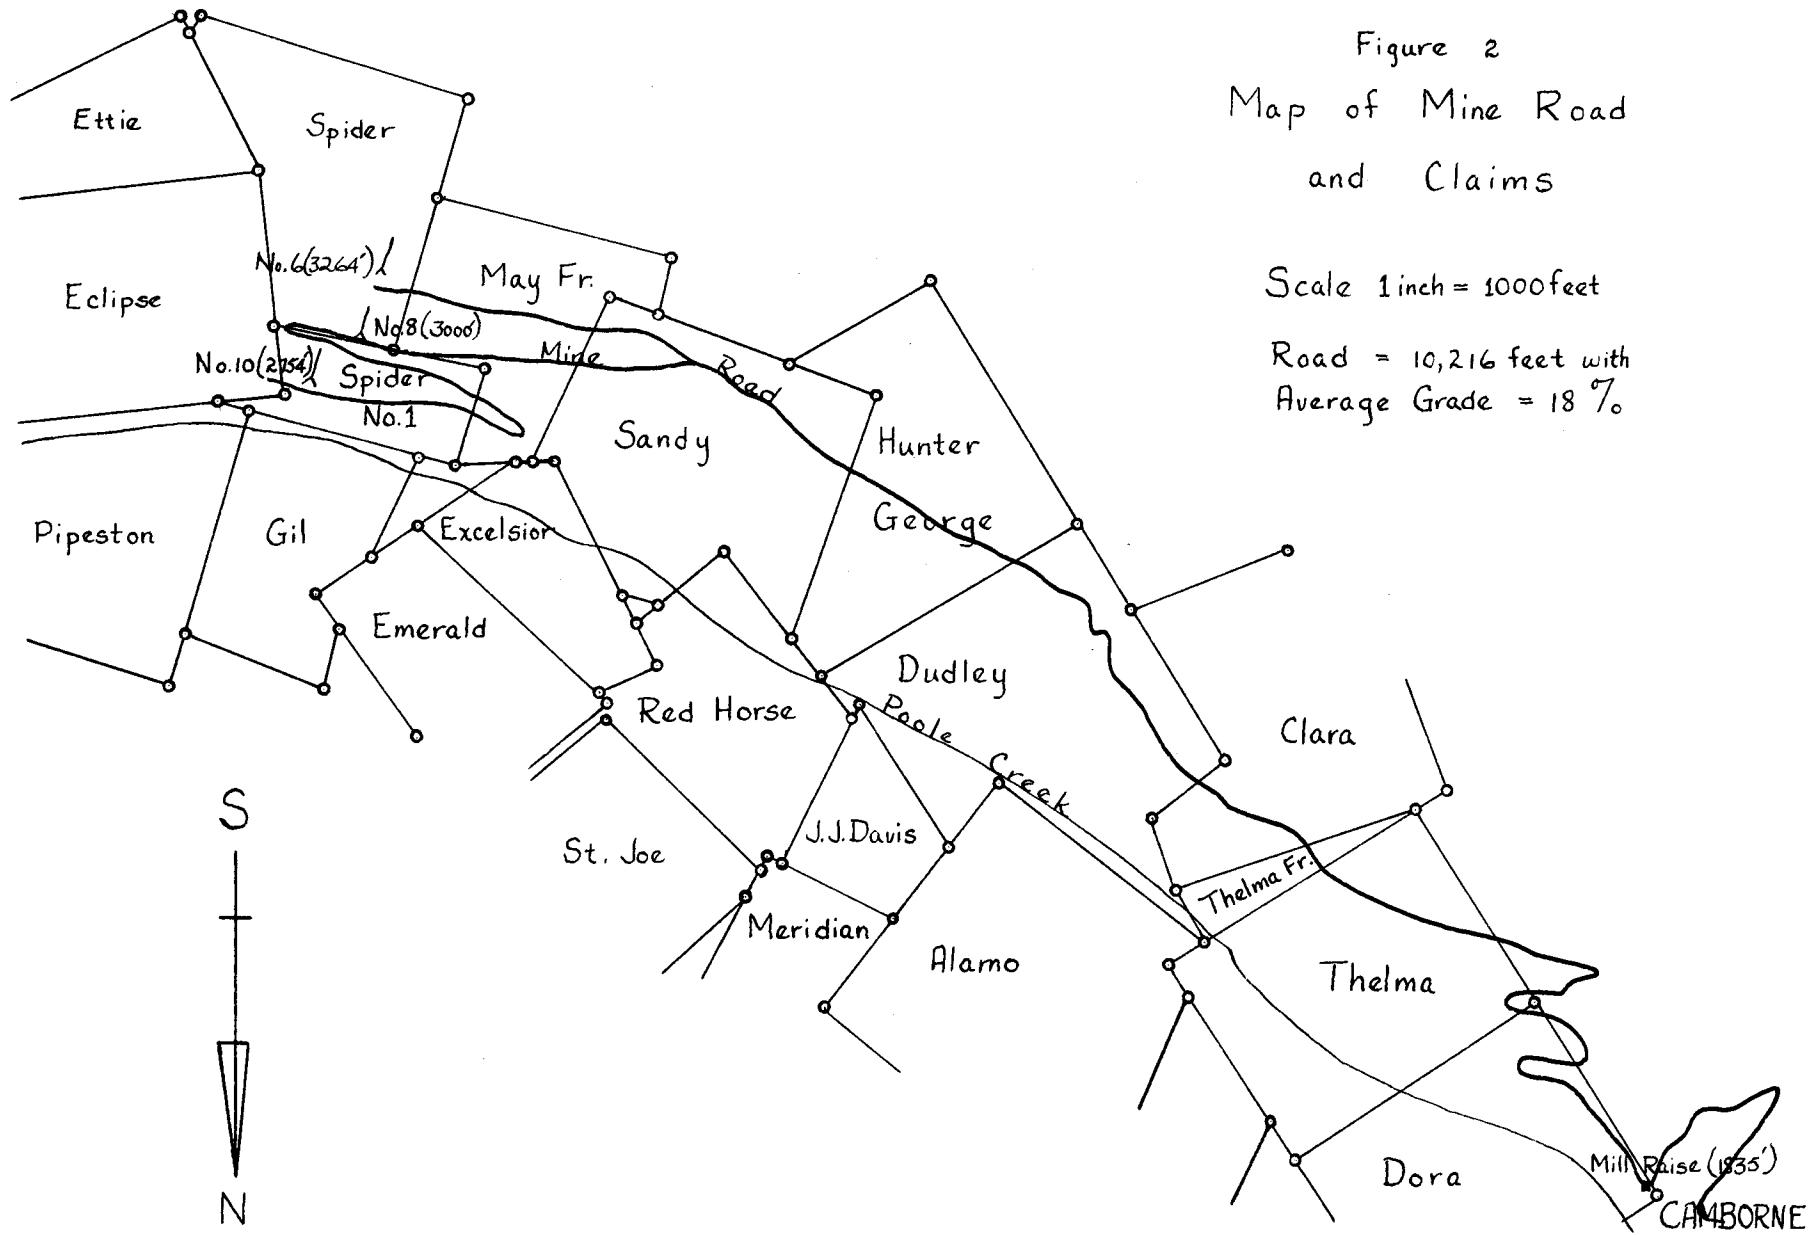 Figure 2
Map of Mine Road
and Claims
Scale 1 inch = 1000 feet
Road = 10,216 feet with
Average Grade = 18 %
Ettie
Spider
Eclipse
No. 6 (3264')
May Fr.
No. 8 (3000')
Mine Road
No. 10 (2754')
Spider
No. 1
Sandy
Hunter
George
Pipeston
Gil
Excelsior
Emerald
Dudley
Red Horse
Poole Creek
Clara
St. Joe
J.J. Davis
Thelma Fr.
Meridian
Alamo
Thelma
Dora
Mill Raise (1835')
CAMBORNE
S
N